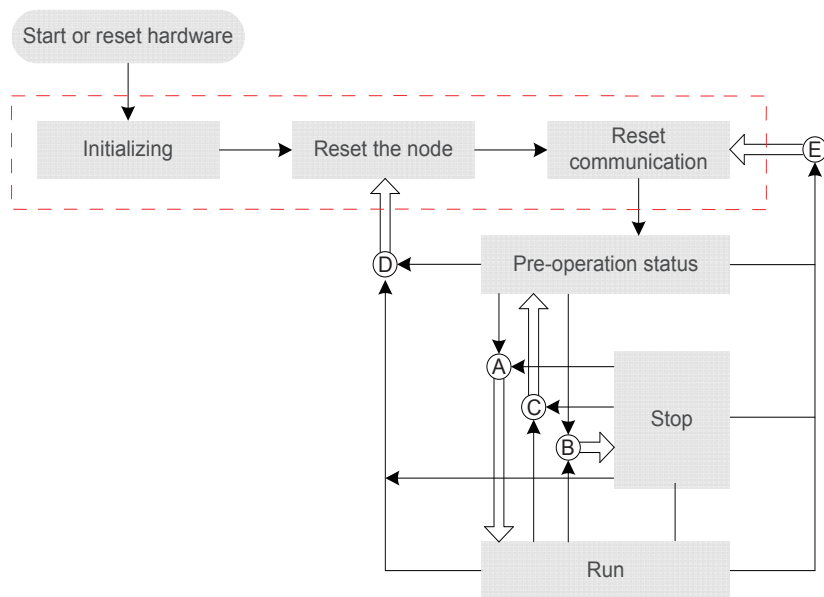 Start or reset hardware
Initializing
Reset the node
Reset
communication
E
D
Pre-operation status
A
C
B
Stop
Run